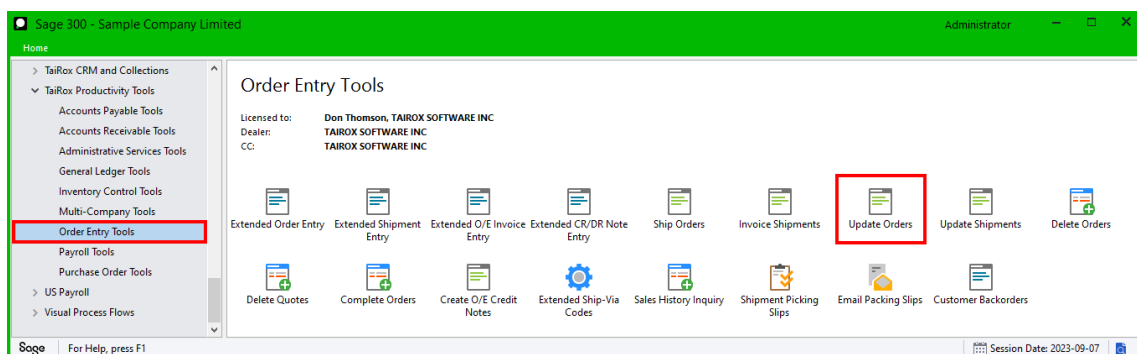 Sage 300 - Sample Company Limited
Administrator
Home
TaiRox CRM and Collections
TaiRox Productivity Tools
Accounts Payable Tools
Accounts Receivable Tools
Administrative Services Tools
General Ledger Tools
Inventory Control Tools
Multi-Company Tools
Order Entry Tools
Payroll Tools
Purchase Order Tools
US Payroll
Visual Process Flows
Order Entry Tools
Licensed to: Don Thomson, TAIROX SOFTWARE INC
Dealer: TAIROX SOFTWARE INC
CC: TAIROX SOFTWARE INC
Extended Order Entry
Extended Shipment
Entry
Extended O/E Invoice
Entry
Extended CR/DR Note
Entry
Ship Orders
Invoice Shipments
Update Orders
Update Shipments
Delete Orders
Delete Quotes
Complete Orders
Create O/E Credit
Notes
Extended Ship-Via
Codes
Sales History Inquiry
Shipment Picking
Slips
Email Packing Slips
Customer Backorders
Sage
For Help, press F1
Session Date: 2023-09-07